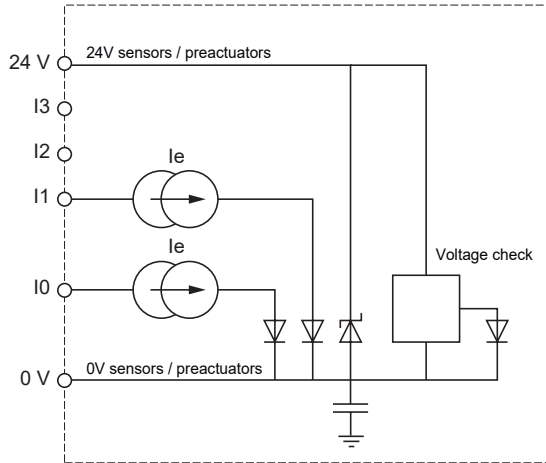 24 V
24V sensors / preactuators
I3
I2
Ie
I1
Ie
Voltage check
I0
0 V
0V sensors / preactuators